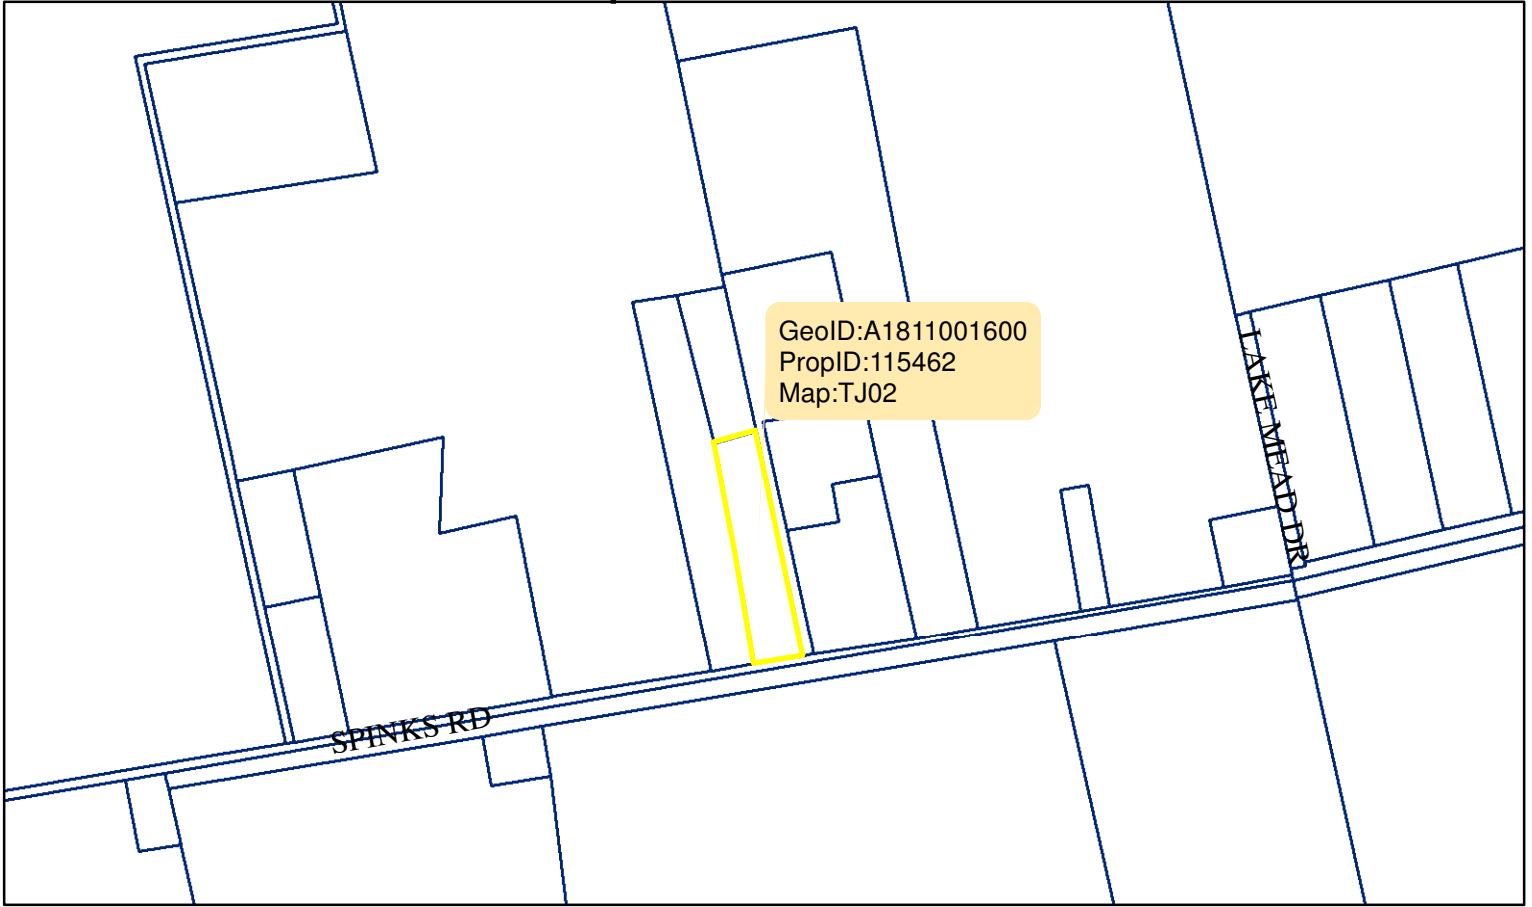 GeoID:A1811001600
PropID:115462
Map:TJ02
LAKE MEAD DR
SPINKS RD